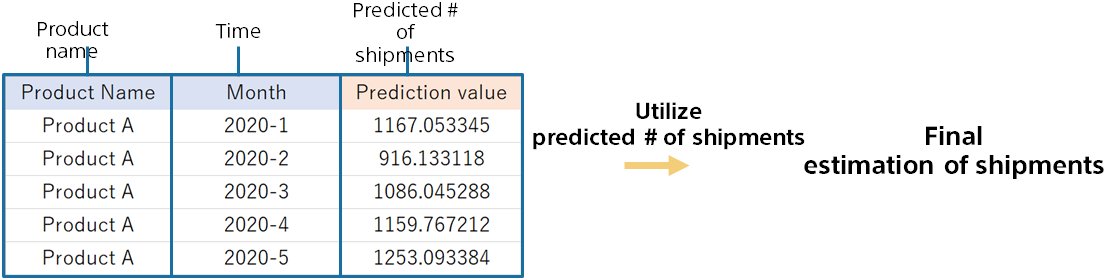 Product
name
Time
Predicted #
of
shipments
Product Name Month Prediction value
Product A 2020-1 1167.053345
Product A 2020-2 916.133118
Product A 2020-3 1086.045288
Product A 2020-4 1159.767212
Product A 2020-5 1253.093384
Utilize
predicted # of shipments
Final
estimation of shipments